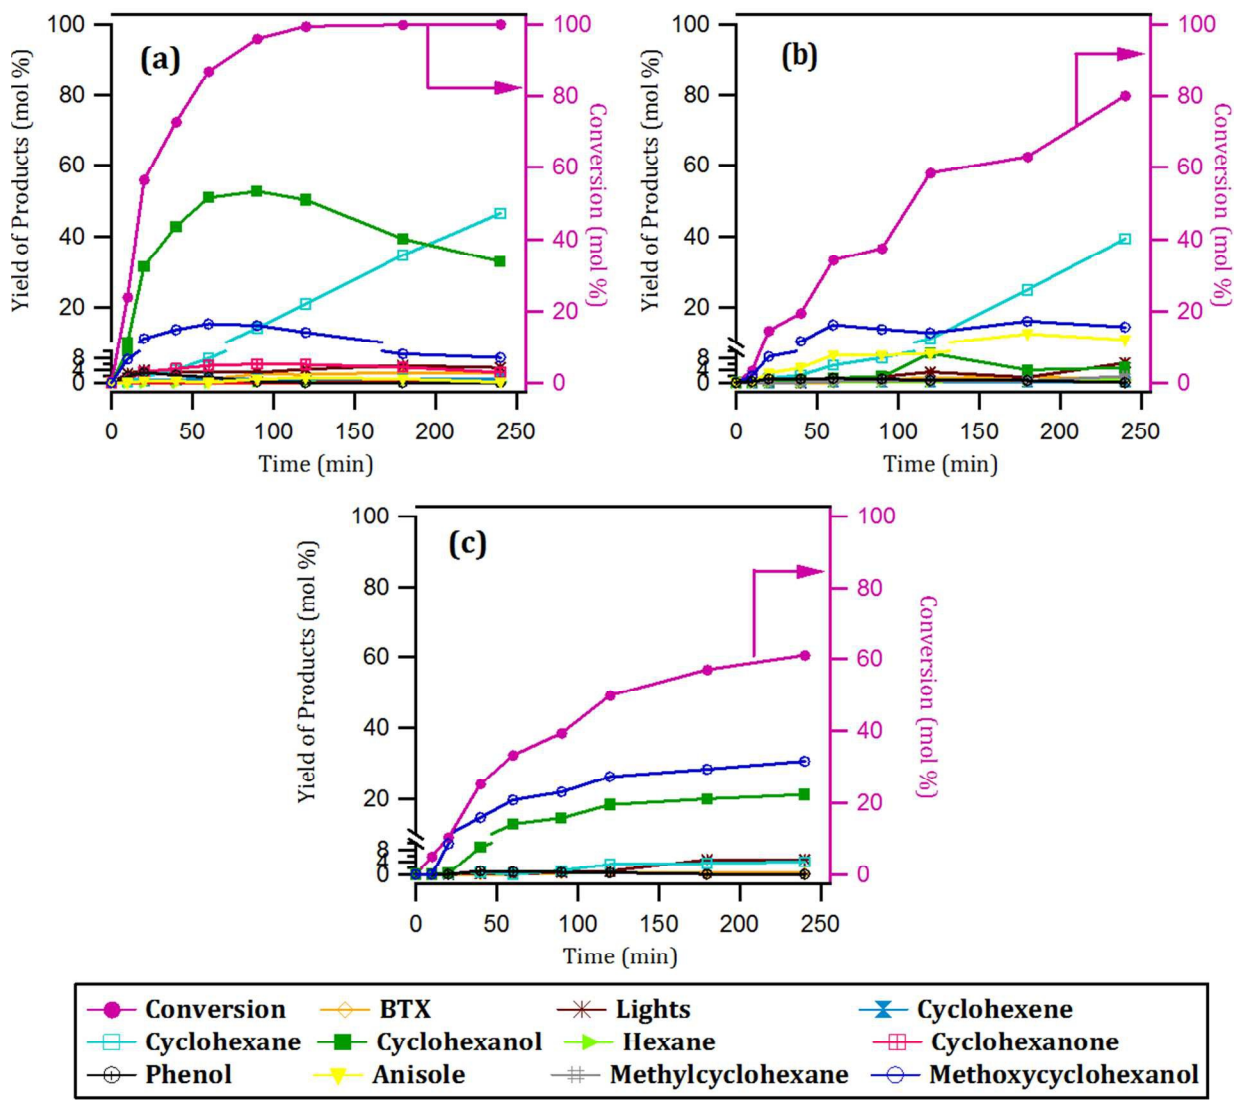 (a)
Yield of Products (mol %)
100
80
60
40
20
8
4
0
0 50 100 150 200 250
Time (min)
100
80
60
40
20
0
Conversion (mol %)
(b)
Yield of Products (mol %)
100
80
60
40
20
8
4
0
0 50 100 150 200 250
Time (min)
100
80
60
40
20
0
Conversion (mol %)
(c)
Yield of Products (mol %)
100
80
60
40
20
8
4
0
0 50 100 150 200 250
Time (min)
100
80
60
40
20
0
Conversion (mol %)
Conversion BTX Lights Cyclohexene
Cyclohexane Cyclohexanol Hexane Cyclohexanone
Phenol Anisole Methylcyclohexane Methoxycyclohexanol